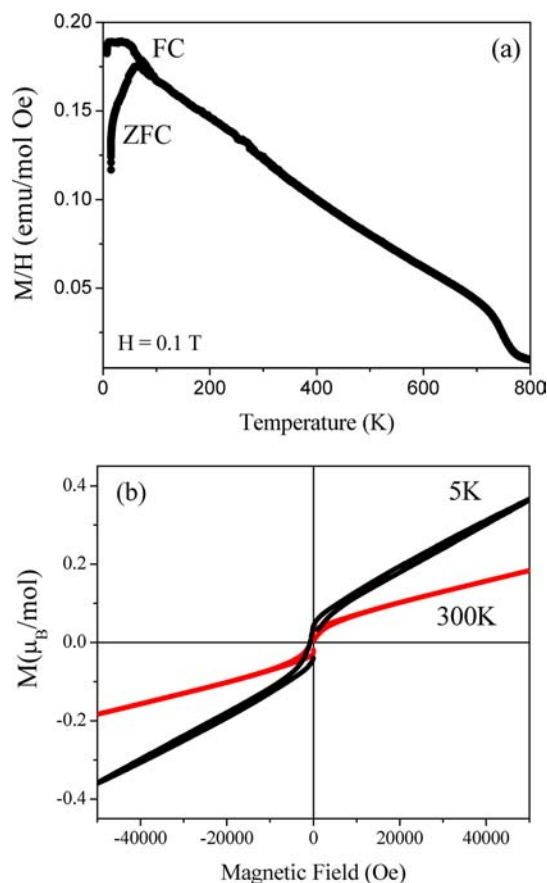 (a)
FC
ZFC
H = 0.1 T
M/H (emu/mol Oe)
0.20
0.15
0.10
0.05
0 200 400 600 800
Temperature (K)
(b)
5K
300K
M(μB/mol)
0.4
0.2
0.0
-0.2
-0.4
-40000 -20000 0 20000 40000
Magnetic Field (Oe)